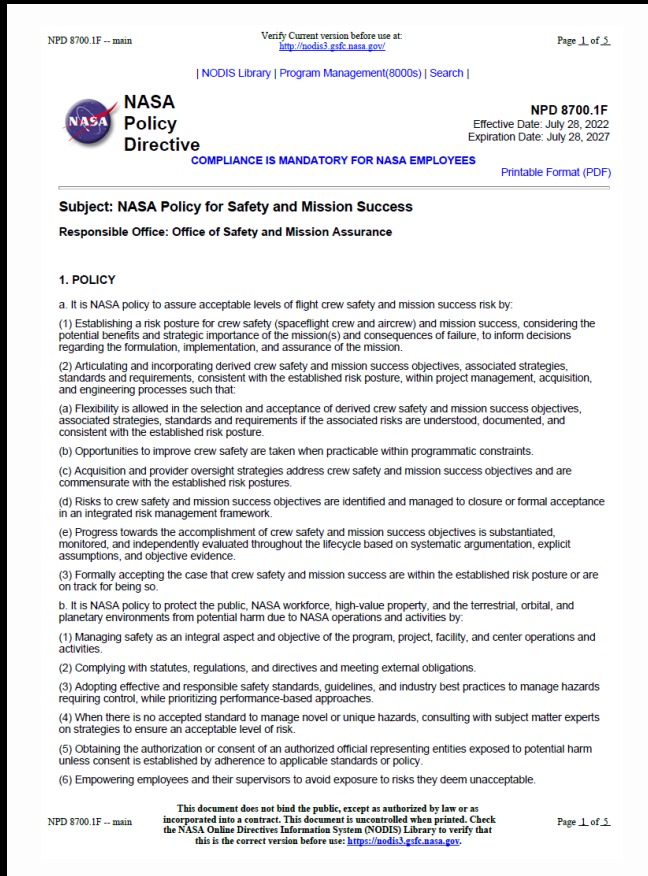 NPD 8700.1F -- main
Verify Current version before use at:
http://nodis3.gsfc.nasa.gov/
Page 1 of 5
| NODIS Library | Program Management(8000s) | Search |
NASA
NASA
Policy
Directive
NPD 8700.1F
Effective Date: July 28, 2022
Expiration Date: July 28, 2027
COMPLIANCE IS MANDATORY FOR NASA EMPLOYEES
Printable Format (PDF)
Subject: NASA Policy for Safety and Mission Success
Responsible Office: Office of Safety and Mission Assurance
1. POLICY
a. It is NASA policy to assure acceptable levels of flight crew safety and mission success risk by:
(1) Establishing a risk posture for crew safety (spaceflight crew and aircrew) and mission success, considering the
potential benefits and strategic importance of the mission(s) and consequences of failure, to inform decisions
regarding the formulation, implementation, and assurance of the mission.
(2) Articulating and incorporating derived crew safety and mission success objectives, associated strategies,
standards and requirements, consistent with the established risk posture, within project management, acquisition,
and engineering processes such that:
(a) Flexibility is allowed in the selection and acceptance of derived crew safety and mission success objectives,
associated strategies, standards and requirements if the associated risks are understood, documented, and
consistent with the established risk posture.
(b) Opportunities to improve crew safety are taken when practicable within programmatic constraints.
(c) Acquisition and provider oversight strategies address crew safety and mission success objectives and are
commensurate with the established risk postures.
(d) Risks to crew safety and mission success objectives are identified and managed to closure or formal acceptance
in an integrated risk management framework.
(e) Progress towards the accomplishment of crew safety and mission success objectives is substantiated,
monitored, and independently evaluated throughout the lifecycle based on systematic argumentation, explicit
assumptions, and objective evidence.
(3) Formally accepting the case that crew safety and mission success are within the established risk posture or are
on track for being so.
b. It is NASA policy to protect the public, NASA workforce, high-value property, and the terrestrial, orbital, and
planetary environments from potential harm due to NASA operations and activities by:
(1) Managing safety as an integral aspect and objective of the program, project, facility, and center operations and
activities.
(2) Complying with statutes, regulations, and directives and meeting external obligations.
(3) Adopting effective and responsible safety standards, guidelines, and industry best practices to manage hazards
requiring control, while prioritizing performance-based approaches.
(4) When there is no accepted standard to manage novel or unique hazards, consulting with subject matter experts
on strategies to ensure an acceptable level of risk.
(5) Obtaining the authorization or consent of an authorized official representing entities exposed to potential harm
unless consent is established by adherence to applicable standards or policy.
(6) Empowering employees and their supervisors to avoid exposure to risks they deem unacceptable.
NPD 8700.1F -- main
This document does not bind the public, except as authorized by law or as
incorporated into a contract. This document is uncontrolled when printed. Check
the NASA Online Directives Information System (NODIS) Library to verify that
this is the correct version before use: https://nodis3.gsfc.nasa.gov.
Page 1 of 5